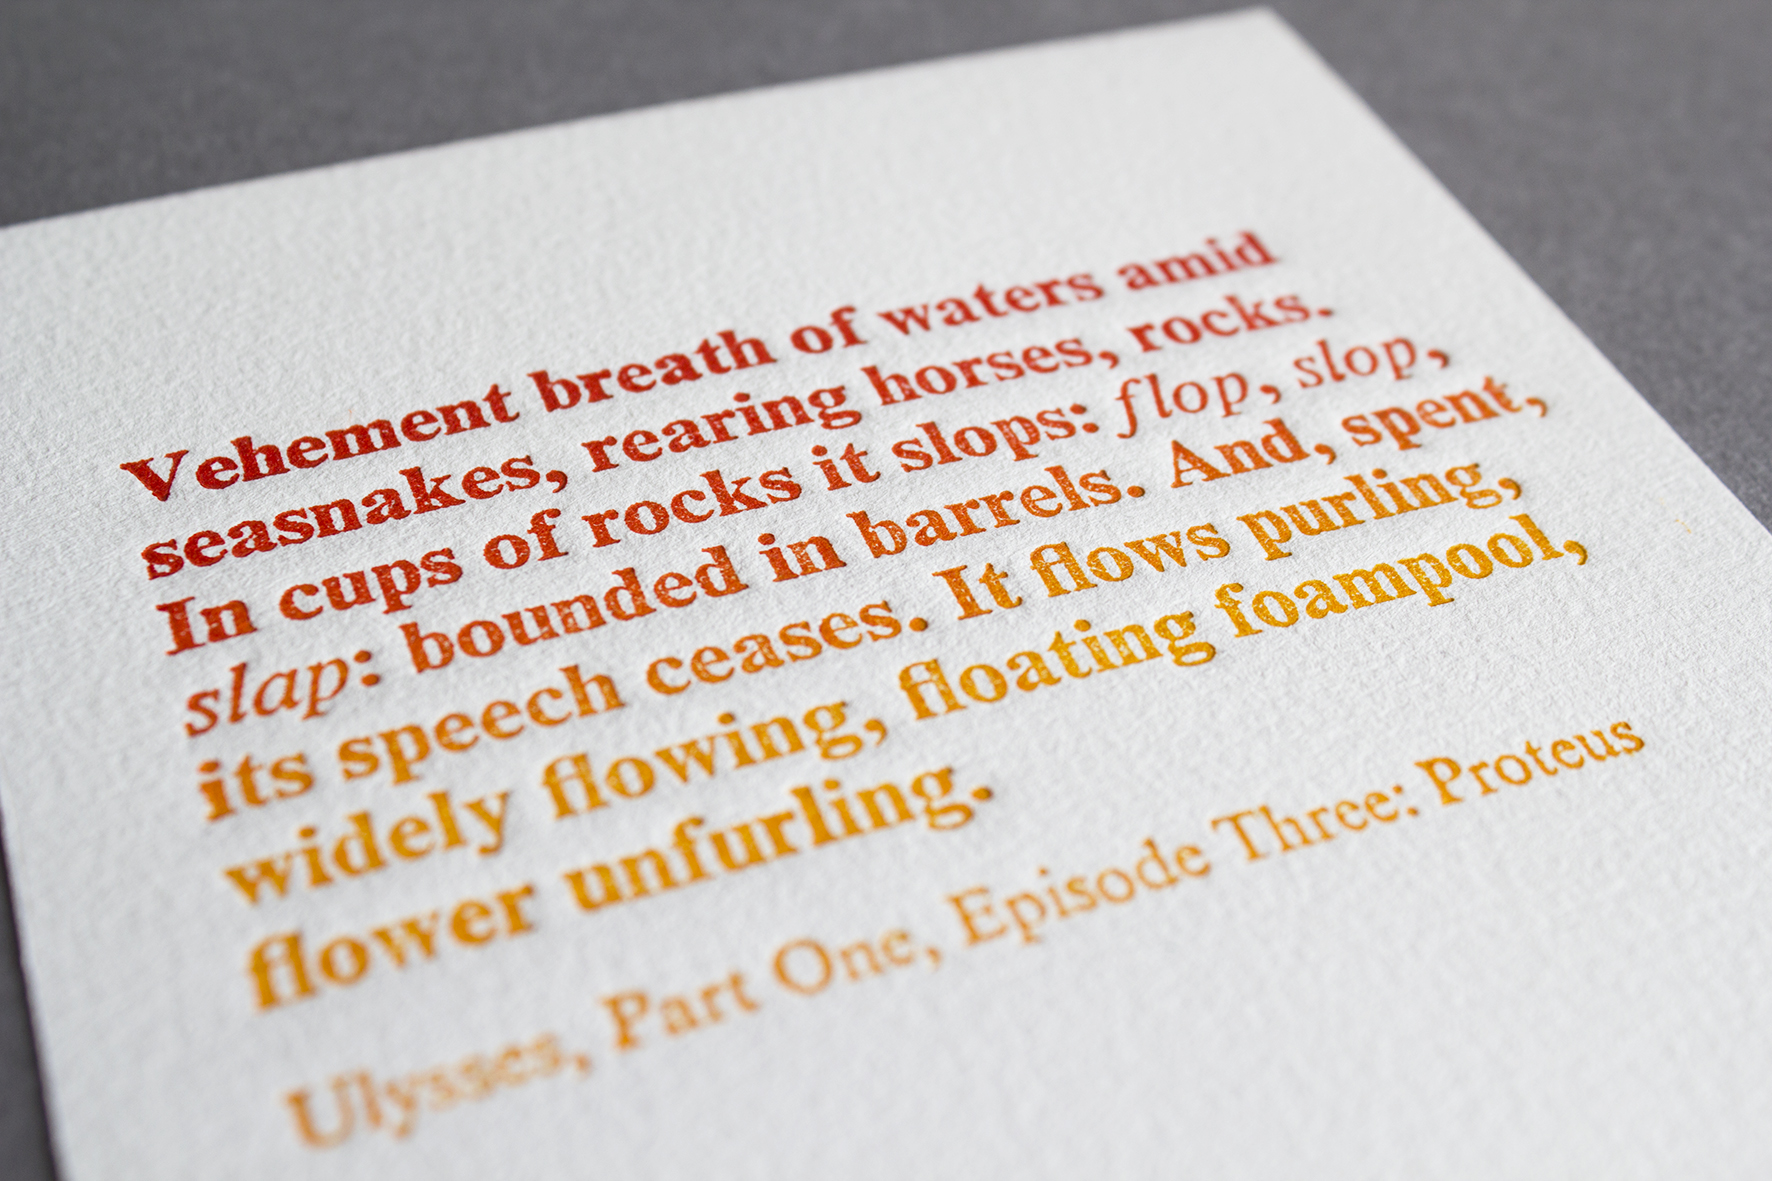 Vehement breath of waters amid
seasnakes, rearing horses, rocks.
In cups of rocks it slops: flop, slop,
slap: bounded in barrels. And, spent,
its speech ceases. It flows purling,
widely flowing, floating foampool,
flower unfurling.
Ulysses, Part One, Episode Three: Proteus